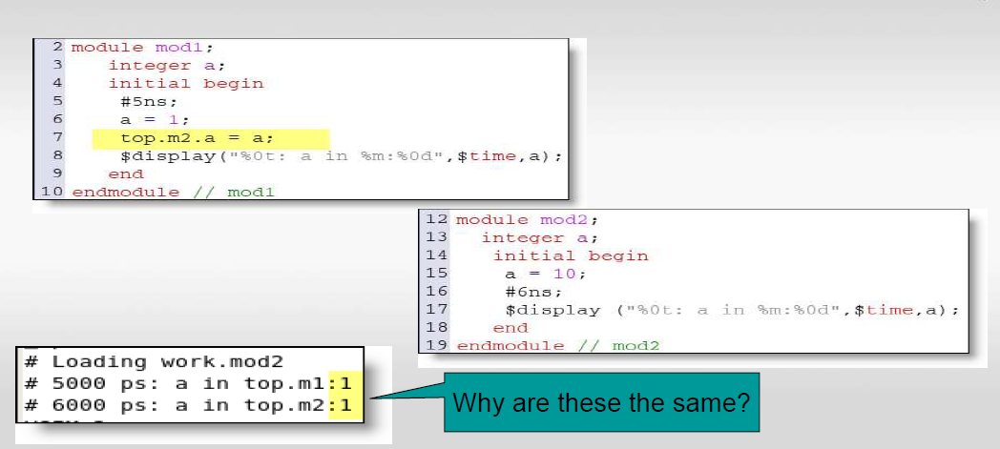 2 module mod1;
3 integer a;
4 initial begin
5 #5ns;
6 a = 1;
7 top.m2.a = a;
8 $display("%0t: a in %m:%0d",$time,a);
9 end
10 endmodule // mod1
12 module mod2;
13 integer a;
14 initial begin
15 a = 10;
16 #6ns;
17 $display ("%0t: a in %m:%0d",$time,a);
18 end
19 endmodule // mod2
# Loading work.mod2
# 5000 ps: a in top.m1:1
# 6000 ps: a in top.m2:1
Why are these the same?